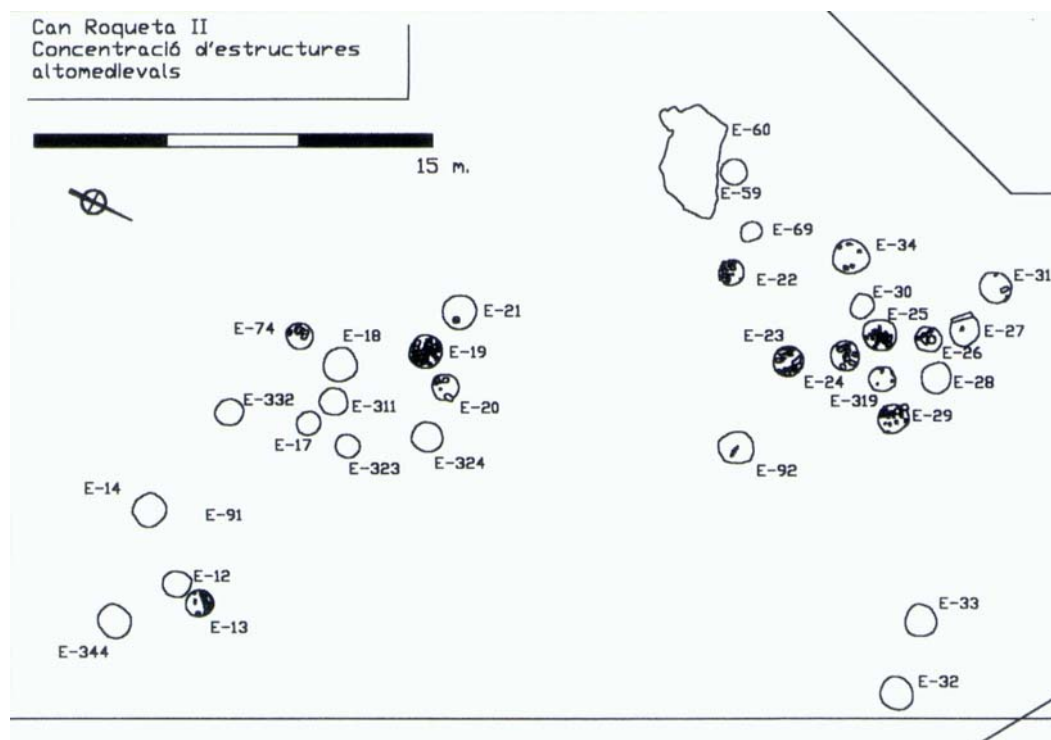 Can Roqueta II
Concentració d'estructures
altomedievals
15 m.
E-60
E-59
E-69
E-34
E-22
E-31
E-30
E-21
E-25
E-74
E-18
E-23
E-27
E-19
E-26
E-24
E-28
E-332
E-311
E-20
E-319
E-29
E-17
E-323
E-324
E-92
E-14
E-91
E-12
E-33
E-13
E-344
E-32